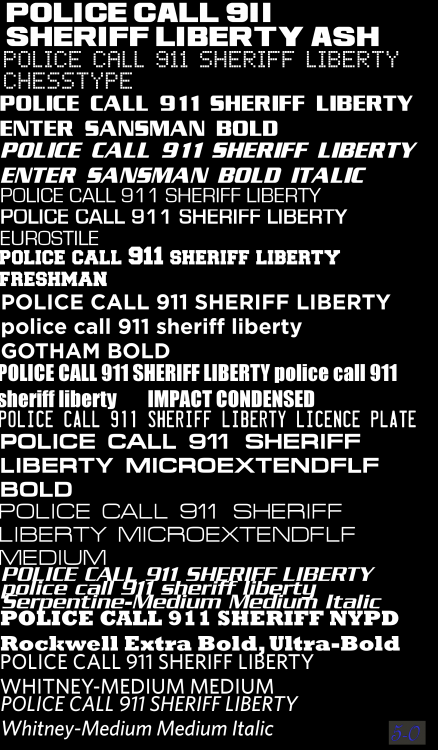 POLICE CALL 911
SHERIFF LIBERTY ASH
POLICE CALL 911 SHERIFF LIBERTY
CHESSTYPE
POLICE CALL 911 SHERIFF LIBERTY
ENTER SANSMAN BOLD
POLICE CALL 911 SHERIFF LIBERTY
ENTER SANSMAN BOLD ITALIC
POLICE CALL 911 SHERIFF LIBERTY
POLICE CALL 911 SHERIFF LIBERTY
EUROSTILE
POLICE CALL 911 SHERIFF LIBERTY
FRESHMAN
POLICE CALL 911 SHERIFF LIBERTY
police call 911 sheriff liberty
GOTHAM BOLD
POLICE CALL 911 SHERIFF LIBERTY police call 911
sheriff liberty IMPACT CONDENSED
POLICE CALL 911 SHERIFF LIBERTY LICENCE PLATE
POLICE CALL 911 SHERIFF
LIBERTY MICROEXTENDFLF
BOLD
POLICE CALL 911 SHERIFF
LIBERTY MICROEXTENDFLF
MEDIUM
POLICE CALL 911 SHERIFF LIBERTY
police call 911 sheriff liberty
Serpentine-Medium Medium Italic
POLICE CALL 911 SHERIFF NYPD
Rockwell Extra Bold, Ultra-Bold
POLICE CALL 911 SHERIFF LIBERTY
WHITNEY-MEDIUM MEDIUM
POLICE CALL 911 SHERIFF LIBERTY
Whitney-Medium Medium Italic
5-0